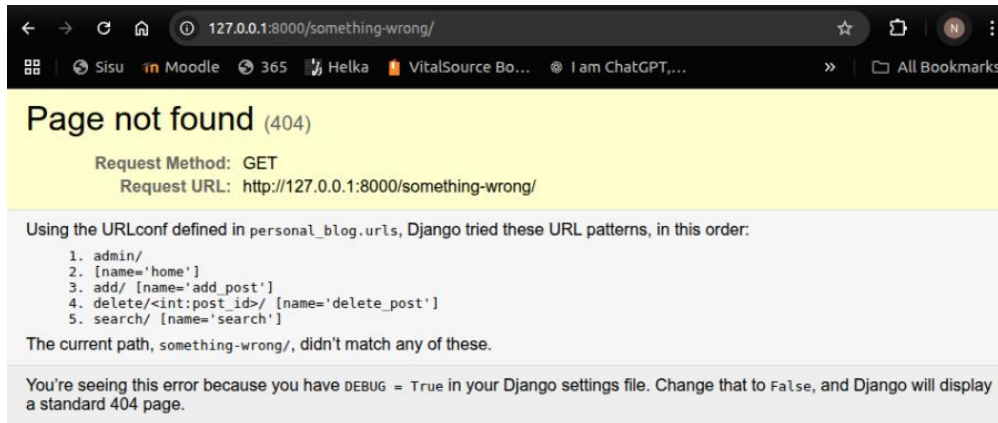 127.0.0.1:8000/something-wrong/
N
Sisu Moodle 365 Helka VitalSource Bo... I am ChatGPT,... » All Bookmarks
Page not found (404)
Request Method: GET
Request URL: http://127.0.0.1:8000/something-wrong/
Using the URLconf defined in personal_blog.urls, Django tried these URL patterns, in this order:
1. admin/
2. [name='home']
3. add/ [name='add_post']
4. delete/<int:post_id>/ [name='delete_post']
5. search/ [name='search']
The current path, something-wrong/, didn't match any of these.
You're seeing this error because you have DEBUG = True in your Django settings file. Change that to False, and Django will display
a standard 404 page.